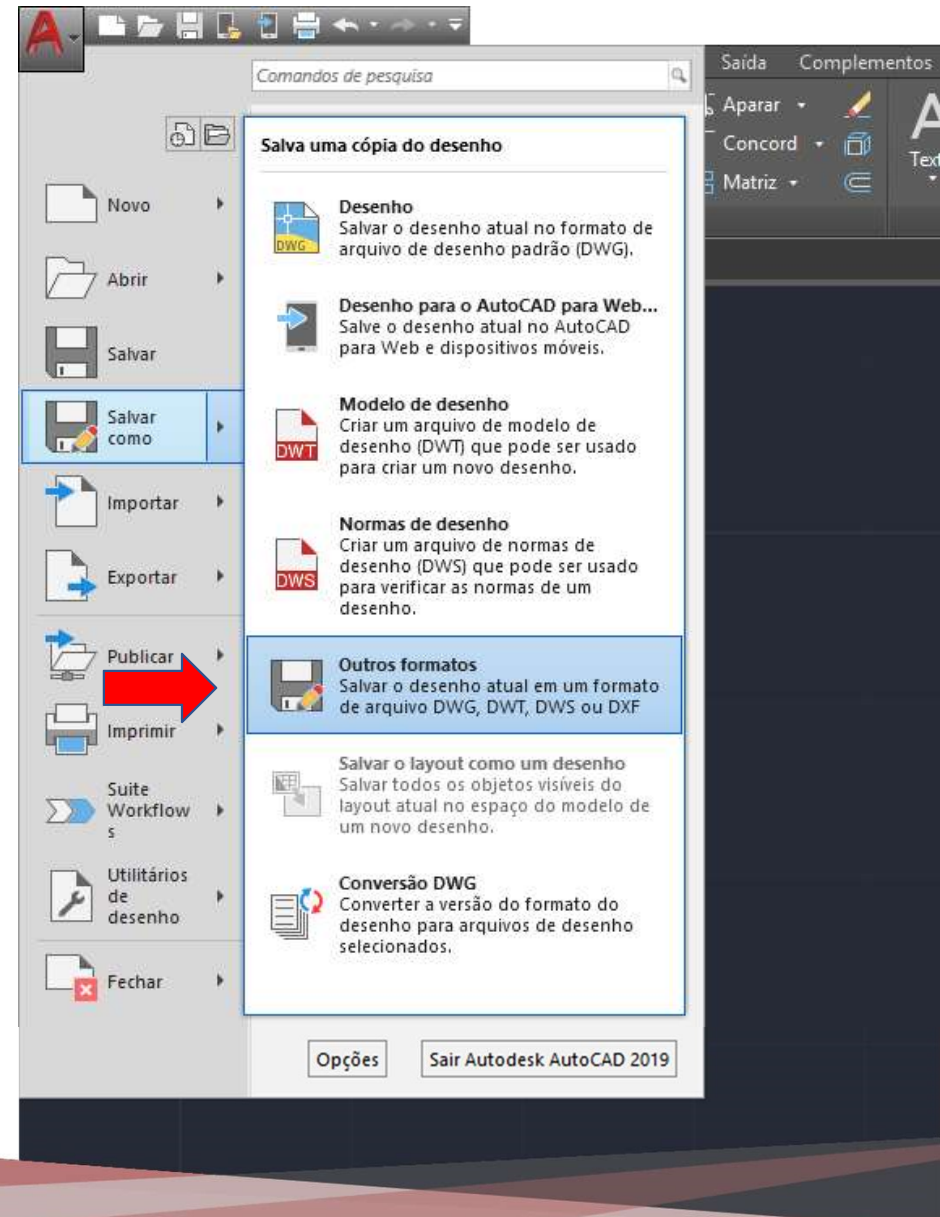 Comandos de pesquisa
Saída Complementos
Aparar
Concord
Matriz
Text
Novo
Abrir
Salvar
Salvar
como
Importar
Exportar
Publicar
Imprimir
Suite
Workflow
s
Utilitários
de
desenho
Fechar
Salva uma cópia do desenho
DWG
Desenho
Salvar o desenho atual no formato de
arquivo de desenho padrão (DWG).
Desenho para o AutoCAD para Web...
Salve o desenho atual no AutoCAD
para Web e dispositivos móveis.
DWT
Modelo de desenho
Criar um arquivo de modelo de
desenho (DWT) que pode ser usado
para criar um novo desenho.
DWS
Normas de desenho
Criar um arquivo de normas de
desenho (DWS) que pode ser usado
para verificar as normas de um
desenho.
Outros formatos
Salvar o desenho atual em um formato
de arquivo DWG, DWT, DWS ou DXF
Salvar o layout como um desenho
Salvar todos os objetos visíveis do
layout atual no espaço do modelo de
um novo desenho.
Conversão DWG
Converter a versão do formato do
desenho para arquivos de desenho
selecionados.
Opções
Sair Autodesk AutoCAD 2019